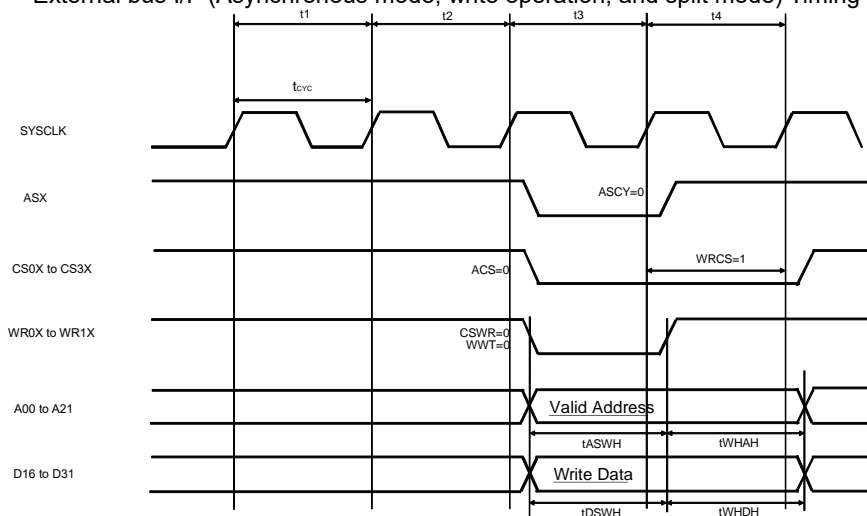 External bus I/F (Asynchronous mode, write operation, and split mode) Timing
t1 t2 t3 t4
tCYC
SYSCLK
ASX
ASCY=0
CS0X to CS3X
ACS=0
WRCS=1
WR0X to WR1X
CSWR=0
WWT=0
A00 to A21
Valid Address
tASWH
tWHAH
D16 to D31
Write Data
tDSWH
tWHDH